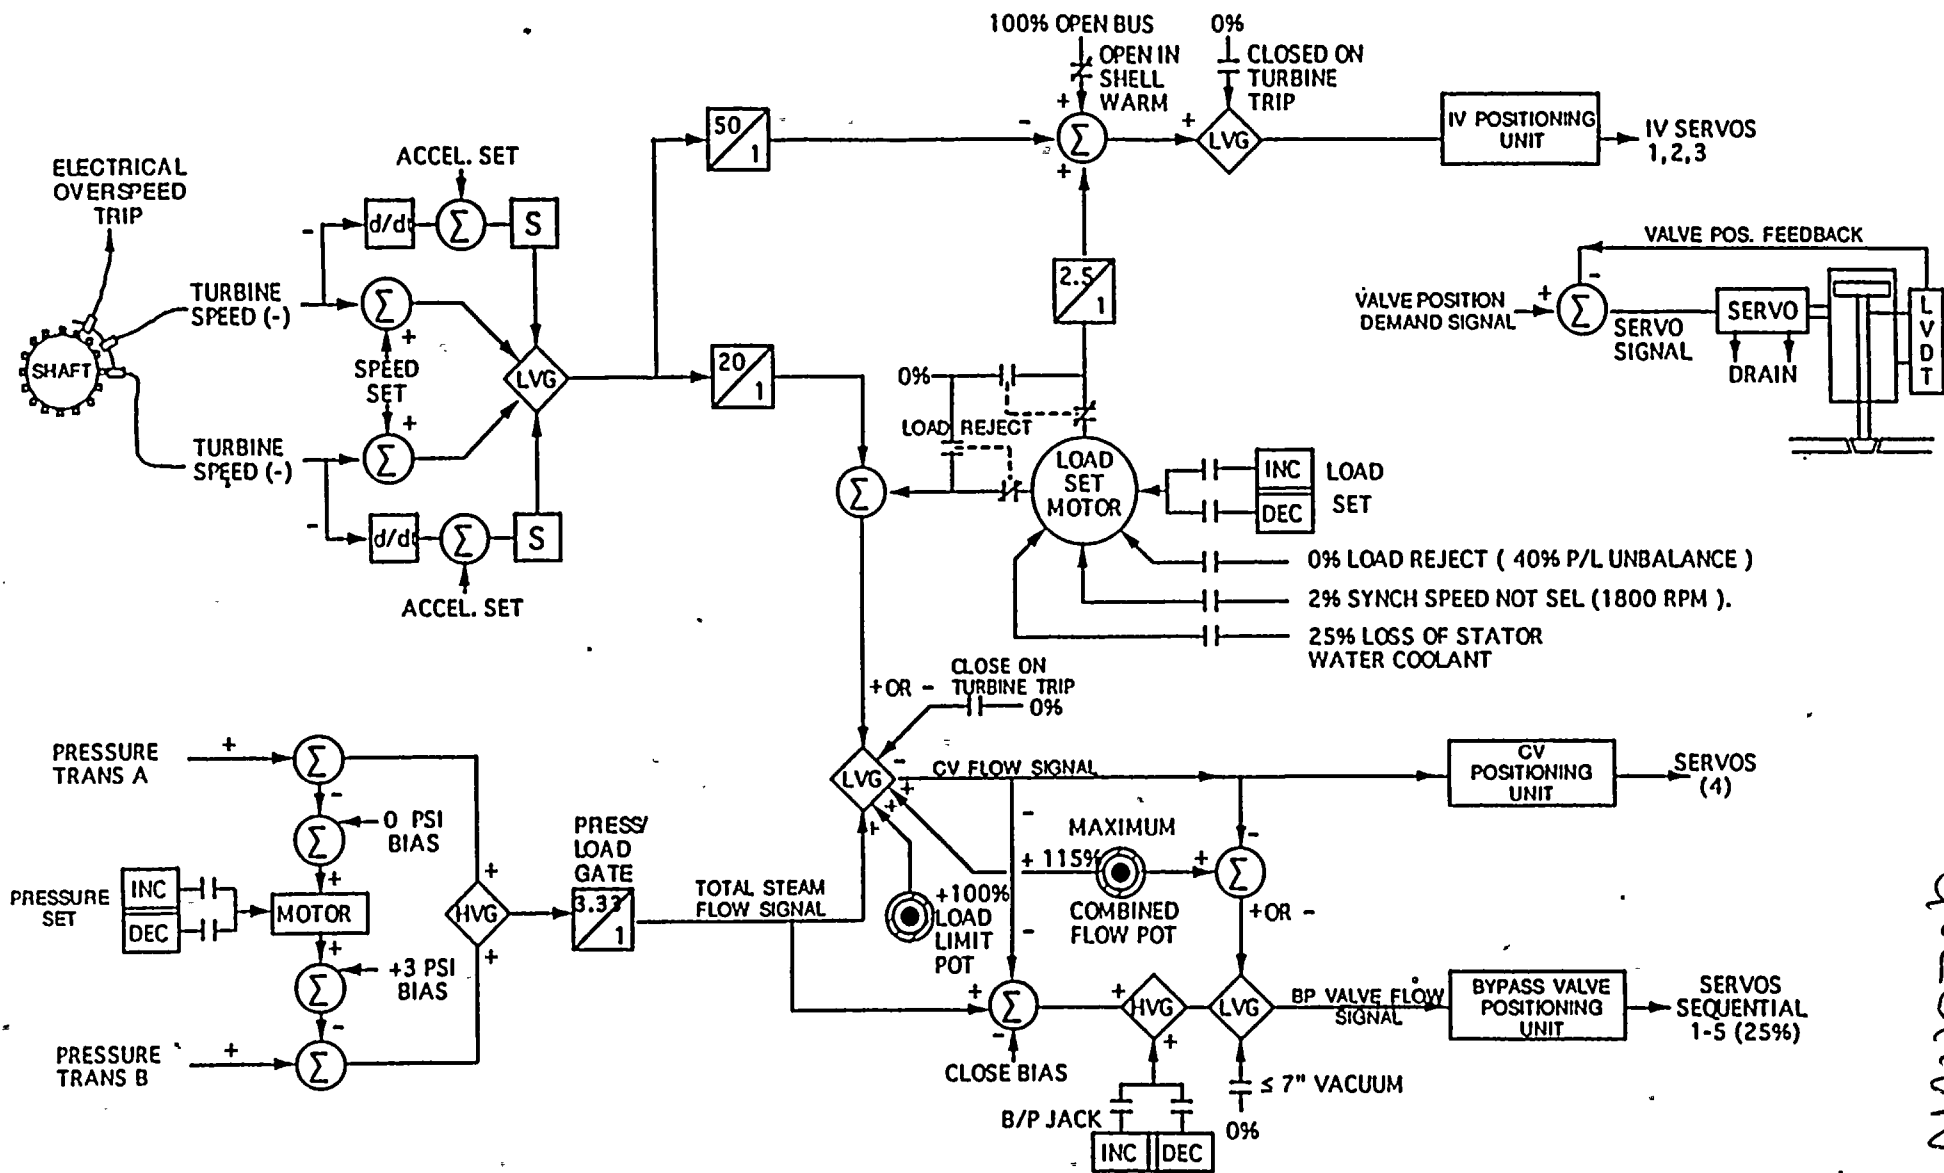 100% OPEN BUS
0%
OPEN IN
SHELL
WARM
CLOSED ON
TURBINE
TRIP
+
-
Σ
+
+
LVG
50
1
IV POSITIONING
UNIT
IV SERVOS
1,2,3
ELECTRICAL
OVERSPEED
TRIP
ACCEL. SET
-
d/dt
Σ
S
TURBINE
SPEED (-)
Σ
+
SPEED
SET
SHAFT
LVG
+
Σ
TURBINE
SPEED (-)
-
d/dt
Σ
S
ACCEL. SET
20
1
2.5
1
VALVE POS. FEEDBACK
-
+
Σ
VALVE POSITION
DEMAND SIGNAL
SERVO
SIGNAL
SERVO
DRAIN
L
V
D
T
0%
LOAD REJECT
Σ
LOAD
SET
MOTOR
INC
DEC
LOAD
SET
0% LOAD REJECT ( 40% P/L UNBALANCE )
2% SYNCH SPEED NOT SEL (1800 RPM ).
25% LOSS OF STATOR
WATER COOLANT
+ OR -
CLOSE ON
TURBINE TRIP
0%
PRESSURE
TRANS A
+
Σ
-
Σ
0 PSI
BIAS
+
PRESSURE
SET
INC
DEC
MOTOR
+
Σ
+3 PSI
BIAS
-
PRESSURE
TRANS B
+
Σ
+
HVG
+
PRESS/
LOAD
GATE
3.33
1
TOTAL STEAM
FLOW SIGNAL
LVG
-
+
+
+
CV FLOW SIGNAL
CV
POSITIONING
UNIT
SERVOS
(4)
+100%
LOAD
LIMIT
POT
-
-
MAXIMUM
+ 115%
COMBINED
FLOW POT
-
+
Σ
+OR -
+
Σ
-
CLOSE BIAS
+
HVG
+
LVG
BP VALVE FLOW
SIGNAL
BYPASS VALVE
POSITIONING
UNIT
SERVOS
SEQUENTIAL
1-5 (25%)
B/P JACK
INC
DEC
≤ 7" VACUUM
0%